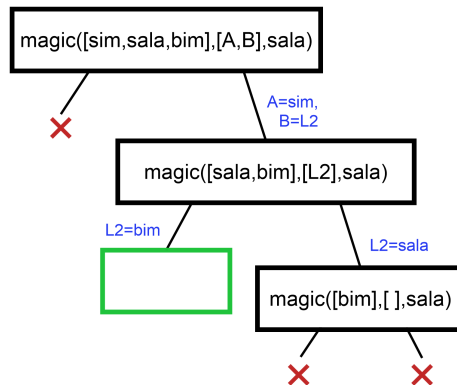 magic([sim,sala,bim],[A,B],sala)
A=sim,
B=L2
magic([sala,bim],[L2],sala)
L2=bim
L2=sala
magic([bim],[ ],sala)